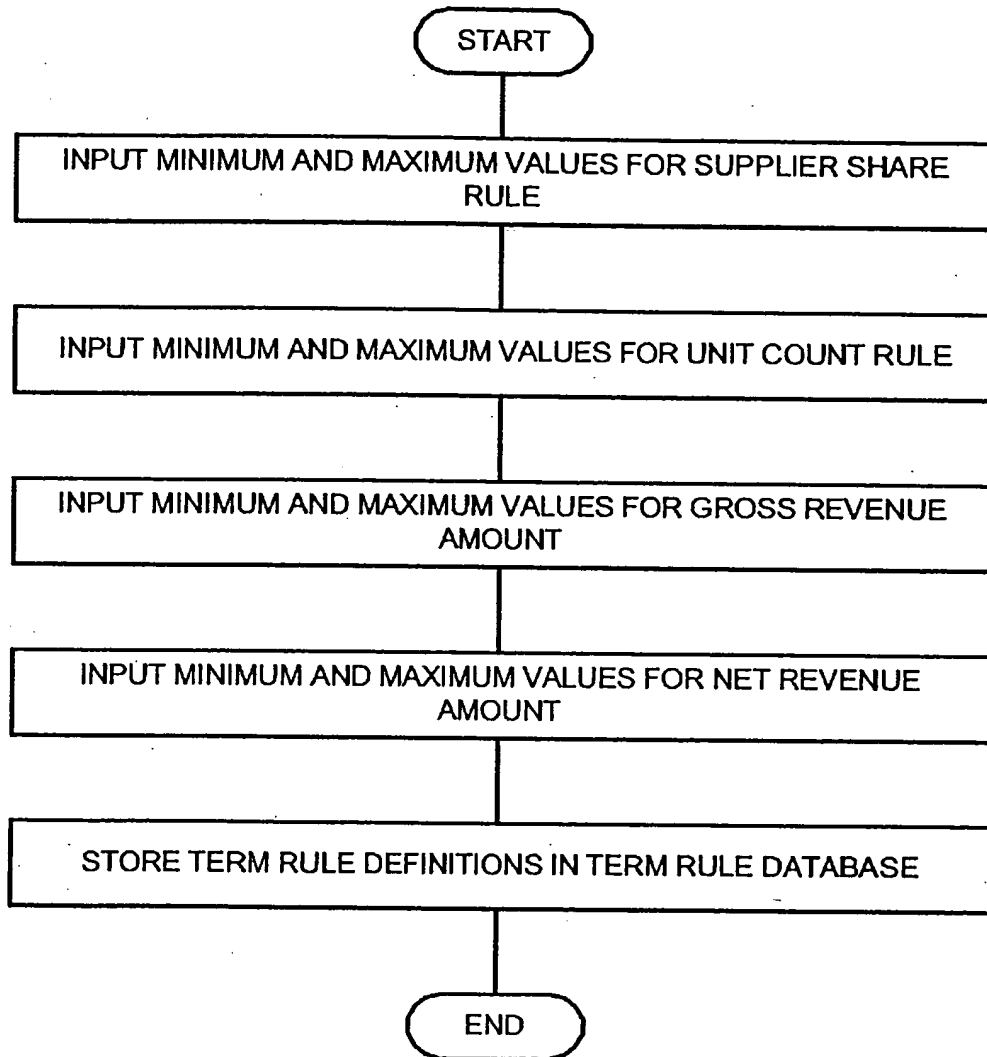 START
INPUT MINIMUM AND MAXIMUM VALUES FOR SUPPLIER SHARE
RULE
INPUT MINIMUM AND MAXIMUM VALUES FOR UNIT COUNT RULE
INPUT MINIMUM AND MAXIMUM VALUES FOR GROSS REVENUE
AMOUNT
INPUT MINIMUM AND MAXIMUM VALUES FOR NET REVENUE
AMOUNT
STORE TERM RULE DEFINITIONS IN TERM RULE DATABASE
END